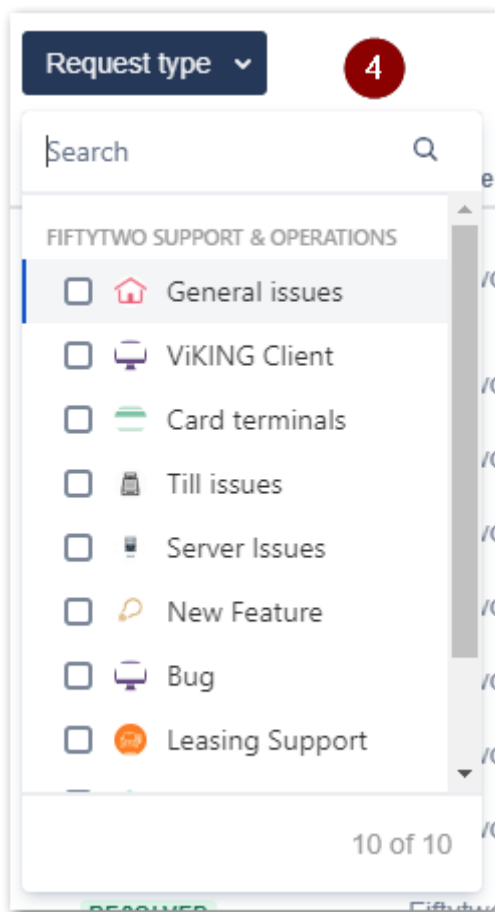 Request type
4
Search
FIFTYTWO SUPPORT & OPERATIONS
General issues
ViKING Client
Card terminals
Till issues
Server Issues
New Feature
Bug
Leasing Support
10 of 10